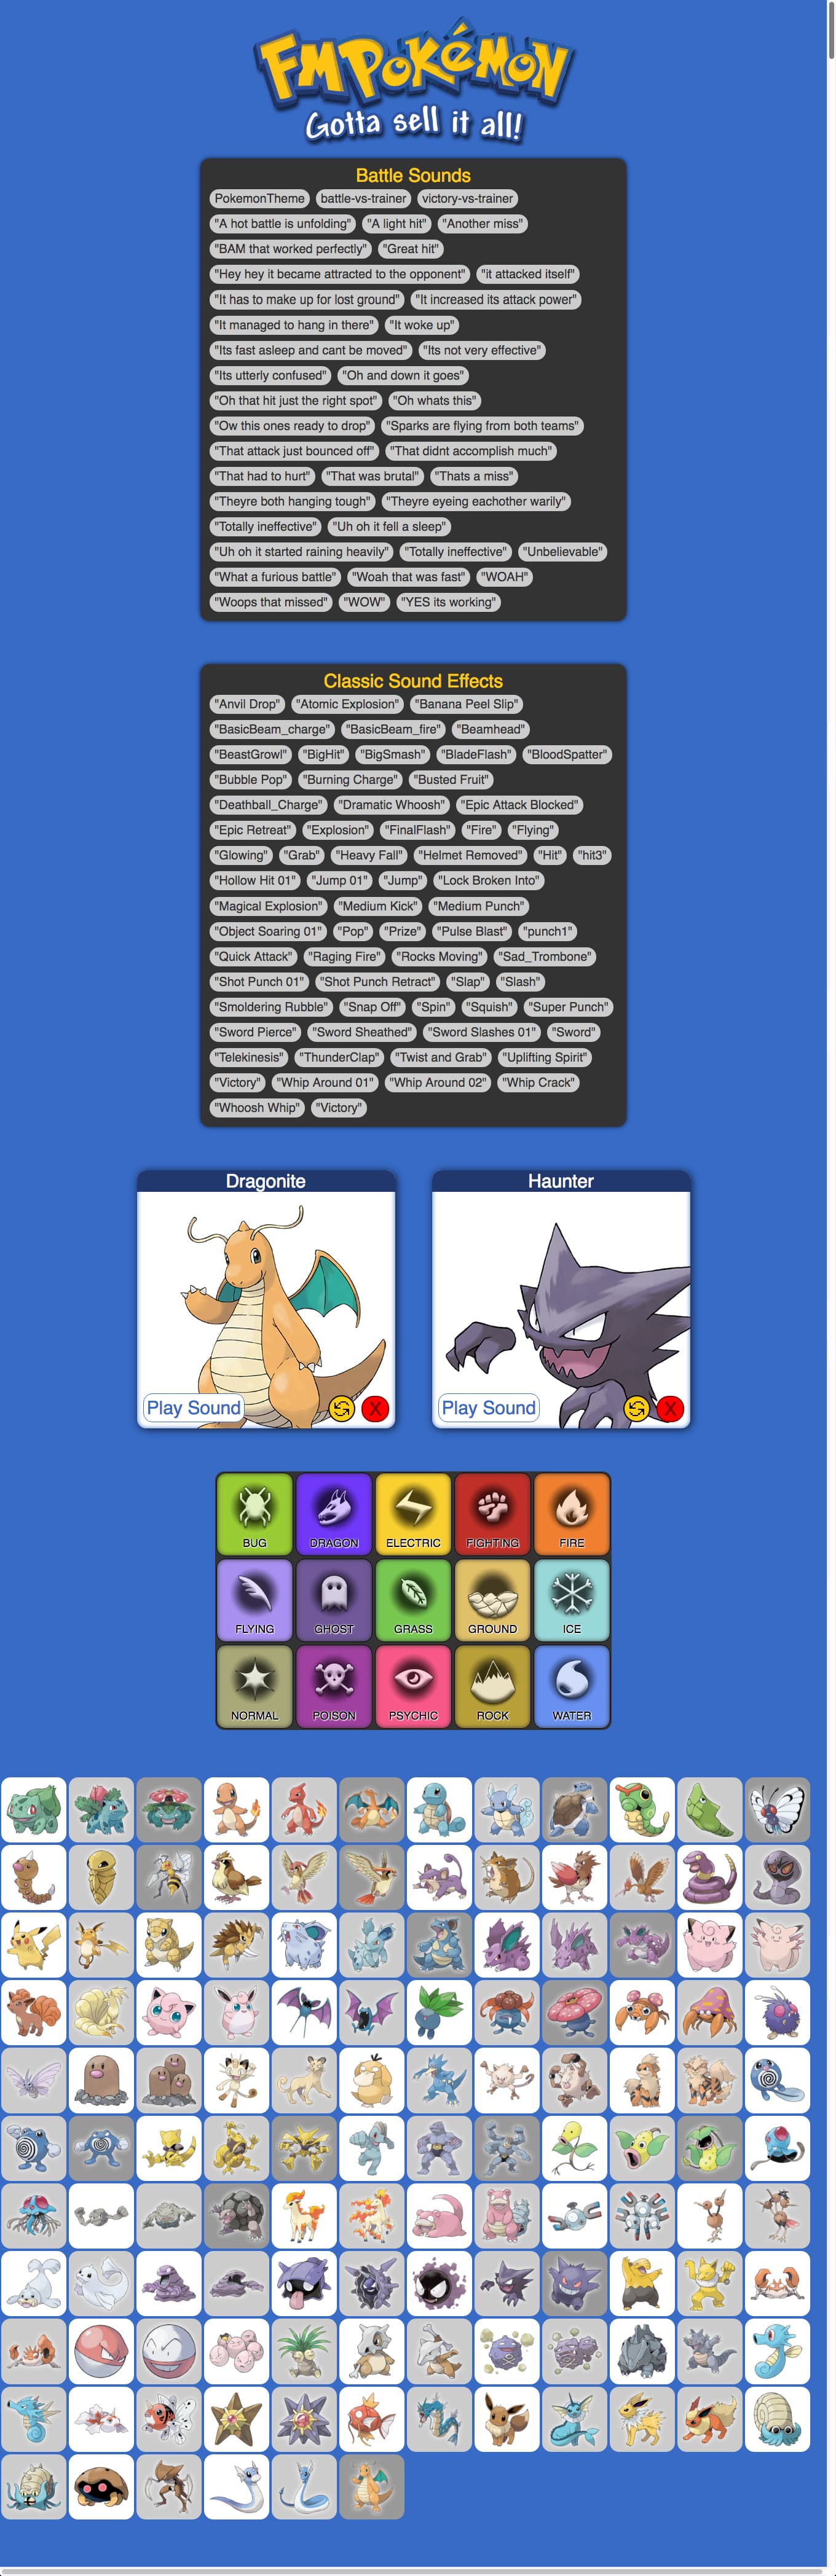 FMPokémon
Gotta sell it all!
Battle Sounds
PokemonTheme battle-vs-trainer victory-vs-trainer
"A hot battle is unfolding" "A light hit" "Another miss"
"BAM that worked perfectly" "Great hit"
"Hey hey it became attracted to the opponent" "it attacked itself"
"It has to make up for lost ground" "It increased its attack power"
"It managed to hang in there" "It woke up"
"Its fast asleep and cant be moved" "Its not very effective"
"Its utterly confused" "Oh and down it goes"
"Oh that hit just the right spot" "Oh whats this"
"Ow this ones ready to drop" "Sparks are flying from both teams"
"That attack just bounced off" "That didnt accomplish much"
"That had to hurt" "That was brutal" "Thats a miss"
"Theyre both hanging tough" "Theyre eyeing eachother warily"
"Totally ineffective" "Uh oh it fell a sleep"
"Uh oh it started raining heavily" "Totally ineffective" "Unbelievable"
"What a furious battle" "Woah that was fast" "WOAH"
"Woops that missed" "WOW" "YES its working"
Classic Sound Effects
"Anvil Drop" "Atomic Explosion" "Banana Peel Slip"
"BasicBeam_charge" "BasicBeam_fire" "Beamhead"
"BeastGrowl" "BigHit" "BigSmash" "BladeFlash" "BloodSpatter"
"Bubble Pop" "Burning Charge" "Busted Fruit"
"Deathball_Charge" "Dramatic Whoosh" "Epic Attack Blocked"
"Epic Retreat" "Explosion" "FinalFlash" "Fire" "Flying"
"Glowing" "Grab" "Heavy Fall" "Helmet Removed" "Hit" "hit3"
"Hollow Hit 01" "Jump 01" "Jump" "Lock Broken Into"
"Magical Explosion" "Medium Kick" "Medium Punch"
"Object Soaring 01" "Pop" "Prize" "Pulse Blast" "punch1"
"Quick Attack" "Raging Fire" "Rocks Moving" "Sad_Trombone"
"Shot Punch 01" "Shot Punch Retract" "Slap" "Slash"
"Smoldering Rubble" "Snap Off" "Spin" "Squish" "Super Punch"
"Sword Pierce" "Sword Sheathed" "Sword Slashes 01" "Sword"
"Telekinesis" "ThunderClap" "Twist and Grab" "Uplifting Spirit"
"Victory" "Whip Around 01" "Whip Around 02" "Whip Crack"
"Whoosh Whip" "Victory"
Dragonite Haunter
Play Sound X Play Sound X
BUG DRAGON ELECTRIC FIGHTING FIRE
FLYING GHOST GRASS GROUND ICE
NORMAL POISON PSYCHIC ROCK WATER